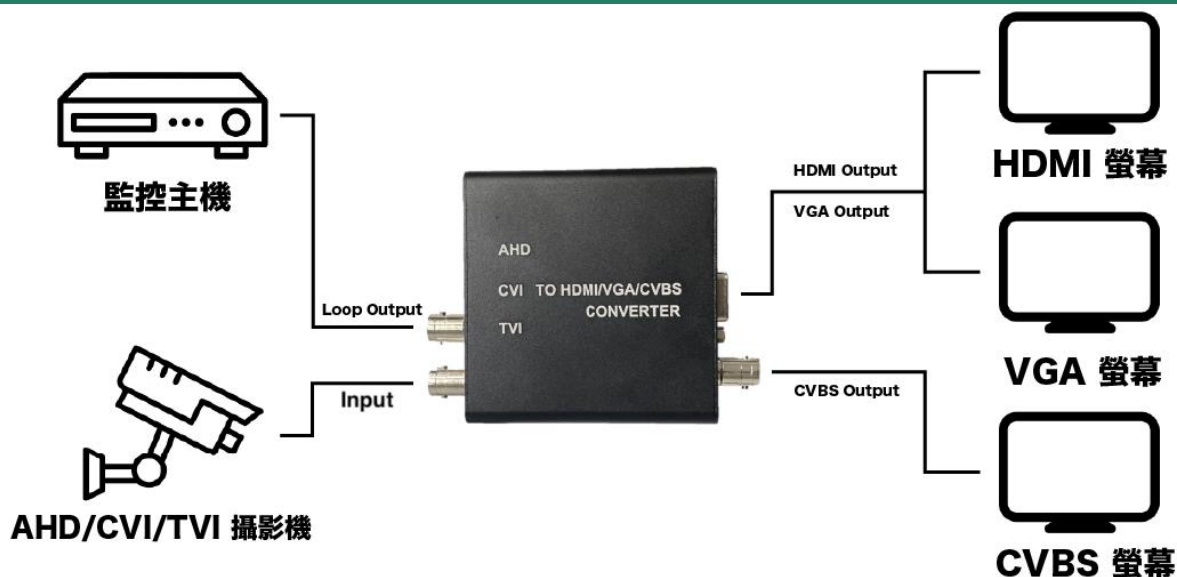 監控主機
Loop Output
Input
AHD/CVI/TVI 攝影機
AHD
CVI TO HDMI/VGA/CVBS
CONVERTER
TVI
HDMI Output
VGA Output
CVBS Output
HDMI 螢幕
VGA 螢幕
CVBS 螢幕